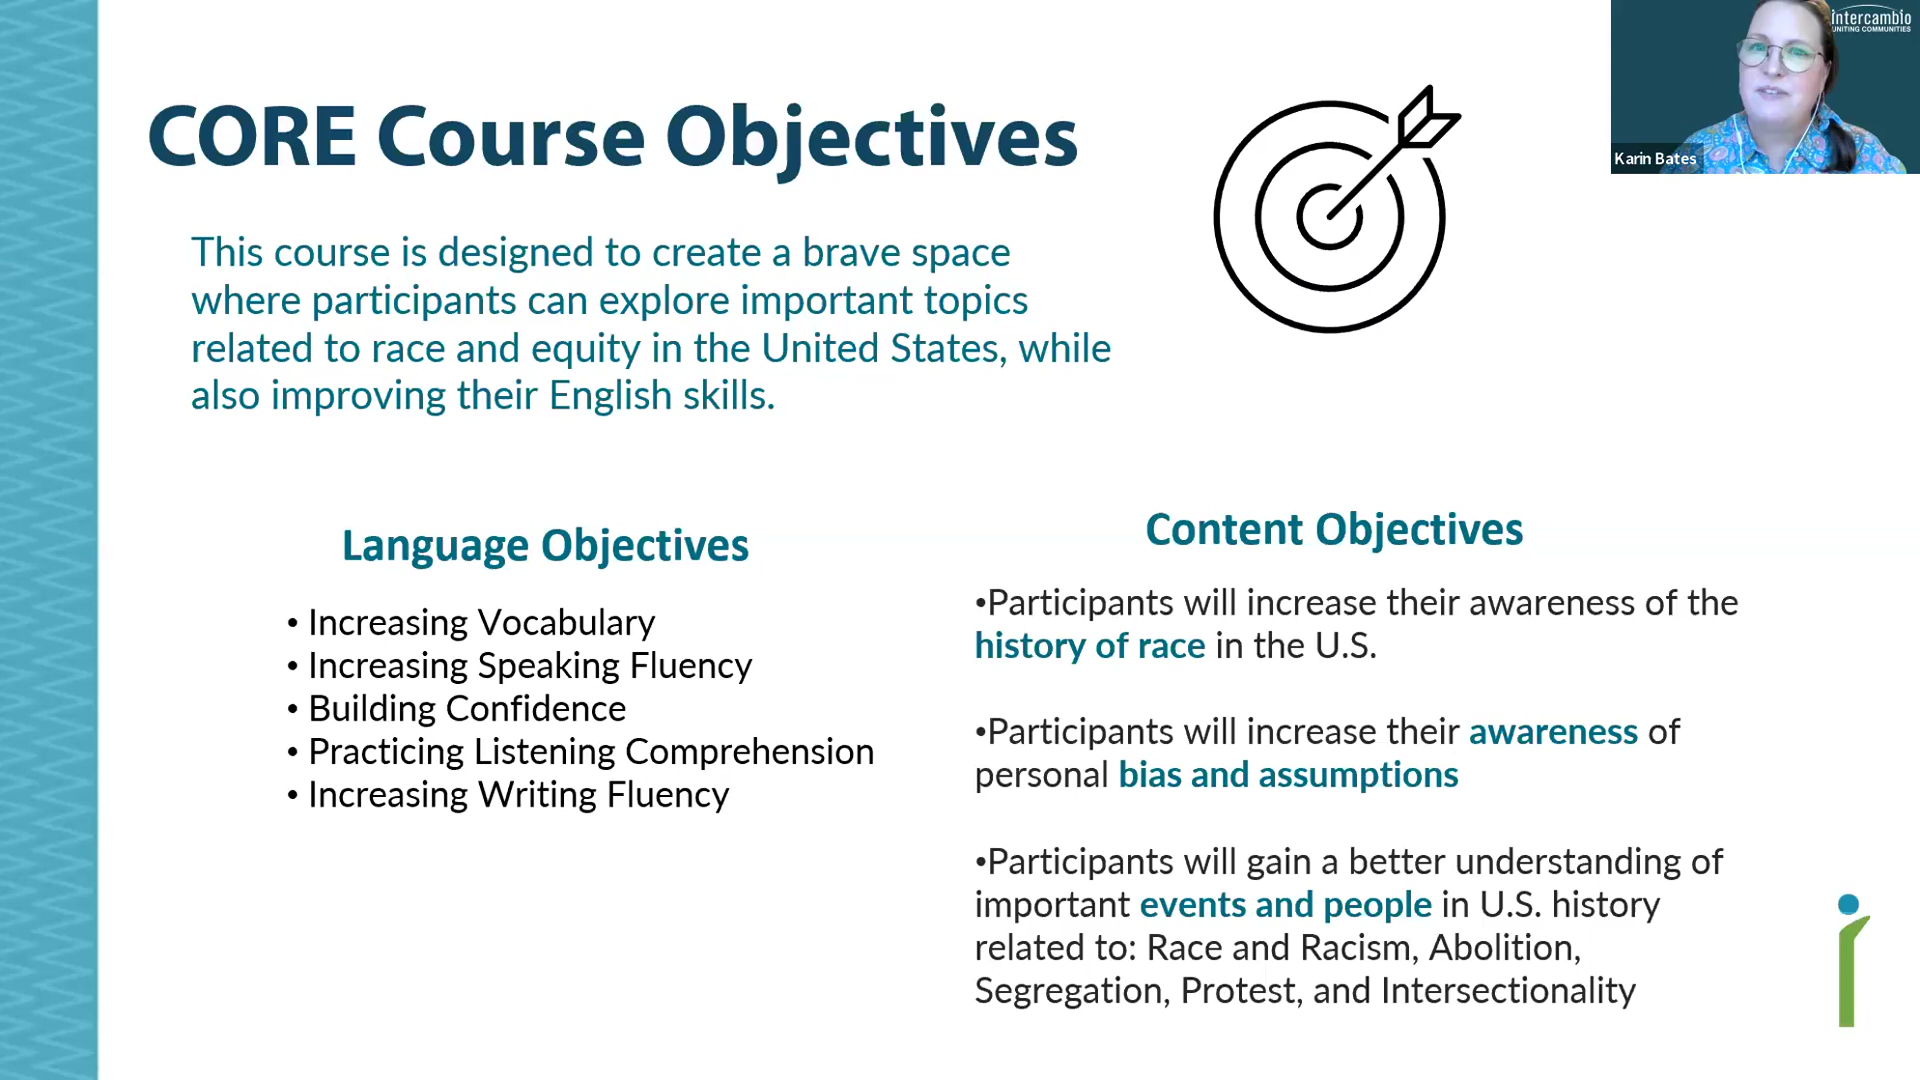 intercambio
UNITING COMMUNITIES
Karin Bates
CORE Course Objectives
This course is designed to create a brave space
where participants can explore important topics
related to race and equity in the United States, while
also improving their English skills.
Language Objectives
• Increasing Vocabulary
• Increasing Speaking Fluency
• Building Confidence
• Practicing Listening Comprehension
• Increasing Writing Fluency
Content Objectives
•Participants will increase their awareness of the
history of race in the U.S.
•Participants will increase their awareness of
personal bias and assumptions
•Participants will gain a better understanding of
important events and people in U.S. history
related to: Race and Racism, Abolition,
Segregation, Protest, and Intersectionality